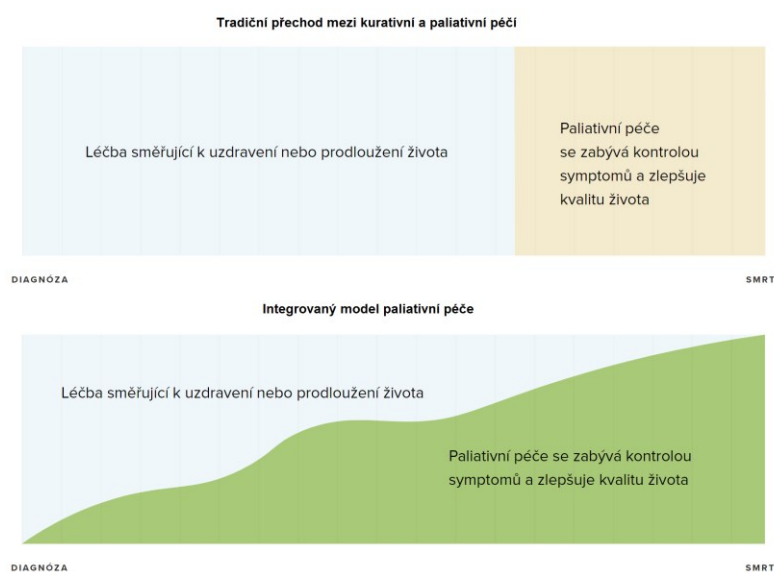 Tradiční přechod mezi kurativní a paliativní péčí
Léčba směřující k uzdravení nebo prodloužení života
Paliativní péče
se zabývá kontrolou
symptomů a zlepšuje
kvalitu života
DIAGNÓZA
SMRT
Integrovaný model paliativní péče
Léčba směřující k uzdravení nebo prodloužení života
Paliativní péče se zabývá kontrolou
symptomů a zlepšuje kvalitu života
DIAGNÓZA
SMRT